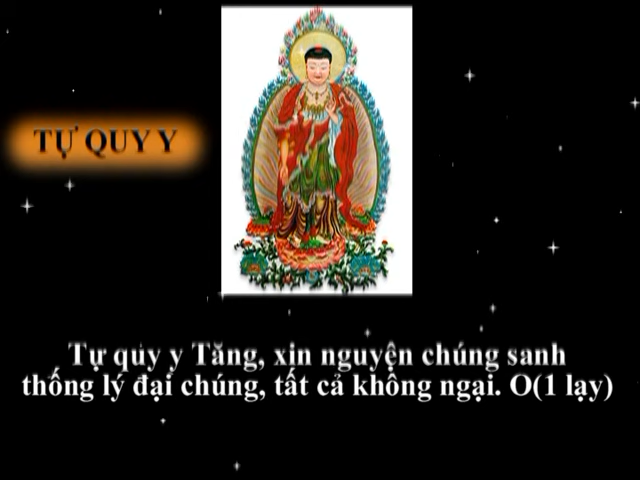 TỰ QUY Y
Tự quy y Tăng, xin nguyện chúng sanh
thống lý đại chúng, tất cả không ngại. O(1 lạy)